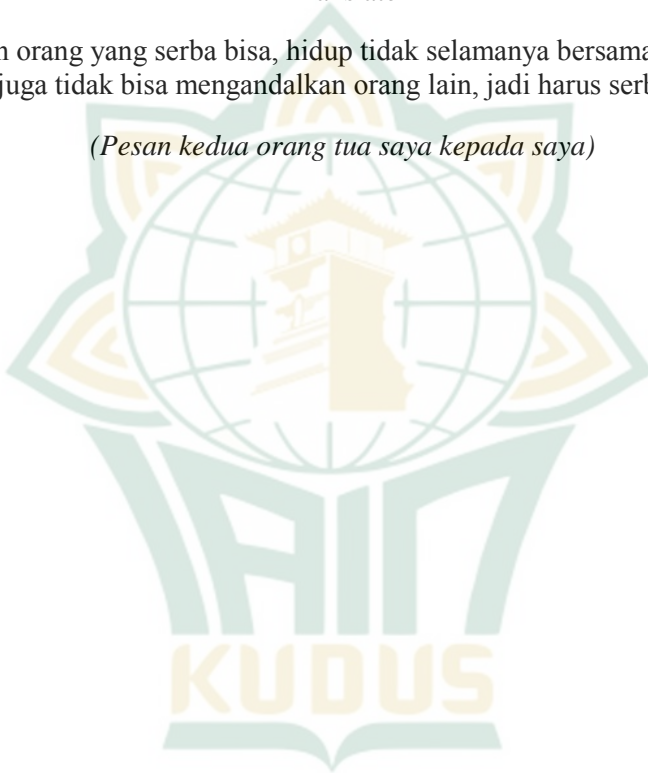 orang yang serba bisa, hidup tidak selamanya bersama
juga tidak bisa mengandalkan orang lain, jadi harus
(Pesan kedua orang tua saya kepada saya)
IAIN
KUDUS